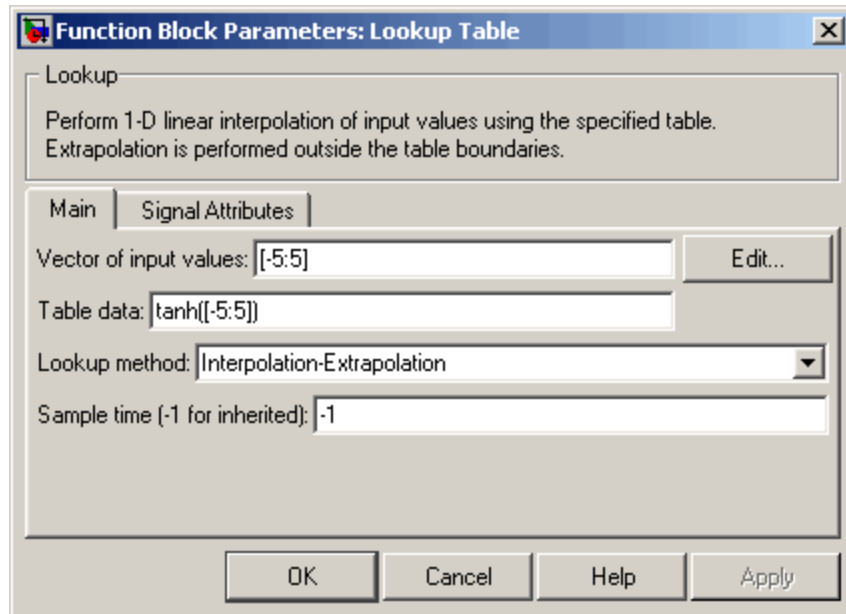 Function Block Parameters: Lookup Table
Lookup
Perform 1-D linear interpolation of input values using the specified table.
Extrapolation is performed outside the table boundaries.
Main Signal Attributes
Vector of input values: [-5:5] Edit...
Table data: tanh([-5:5])
Lookup method: Interpolation-Extrapolation
Sample time (-1 for inherited): -1
OK Cancel Help Apply